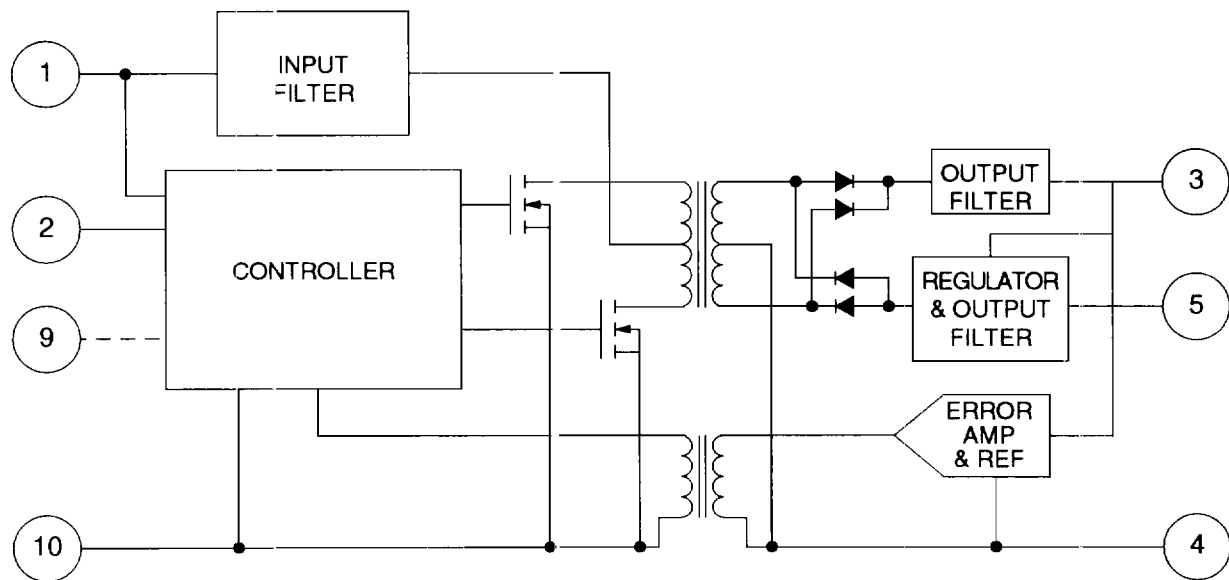 1
INPUT
FILTER
2
CONTROLLER
9
10
OUTPUT
FILTER
3
REGULATOR
& OUTPUT
FILTER
5
ERROR
AMP
& REF
4